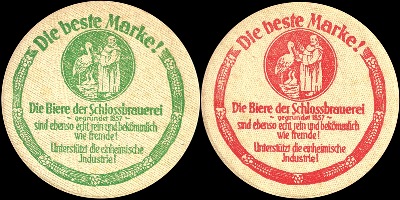 Die beste Marke!
Die Biere der Schlossbrauerei
~ gegründet 1857 ~
sind ebenso echt, rein und bekömmlich
wie fremde!
Unterstützt die einheimische
Industrie!
Die beste Marke!
Die Biere der Schlossbrauerei
~ gegründet 1857 ~
sind ebenso echt, rein und bekömmlich
wie fremde!
Unterstützt die einheimische
Industrie!